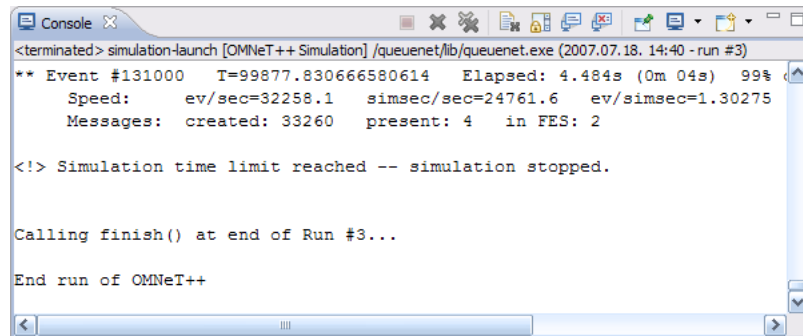 Console
<terminated> simulation-launch [OMNeT++ Simulation] /queuenet/lib/queuenet.exe (2007.07.18. 14:40 - run #3)
** Event #131000   T=99877.830666580614   Elapsed: 4.484s (0m 04s)  99%
Speed:     ev/sec=32258.1   simsec/sec=24761.6   ev/simsec=1.30275
Messages:  created: 33260   present: 4   in FES: 2
<!> Simulation time limit reached -- simulation stopped.
Calling finish() at end of Run #3...
End run of OMNeT++